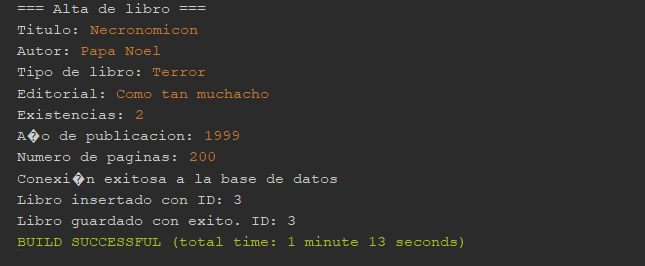 === Alta de libro ===
Titulo: Necronomicon
Autor: Papa Noel
Tipo de libro: Terror
Editorial: Como tan muchacho
Existencias: 2
A�o de publicacion: 1999
Numero de paginas: 200
Conexi�n exitosa a la base de datos
Libro insertado con ID: 3
Libro guardado con exito. ID: 3
BUILD SUCCESSFUL (total time: 1 minute 13 seconds)